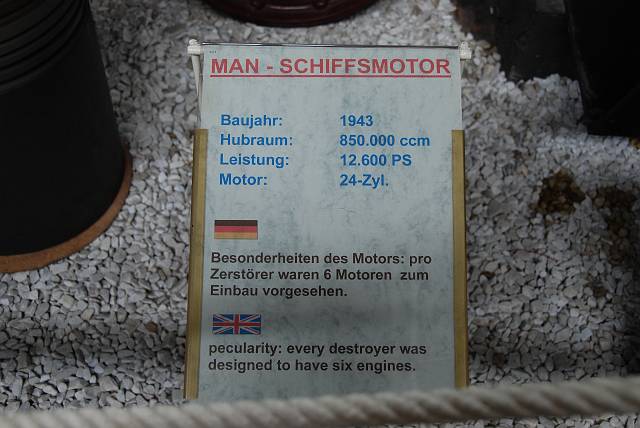 MAN - SCHIFFSMOTOR
Baujahr: 1943
Hubraum: 850.000 ccm
Leistung: 12.600 PS
Motor: 24-Zyl.
Besonderheiten des Motors: pro
Zerstörer waren 6 Motoren zum
Einbau vorgesehen.
pecularity: every destroyer was
designed to have six engines.